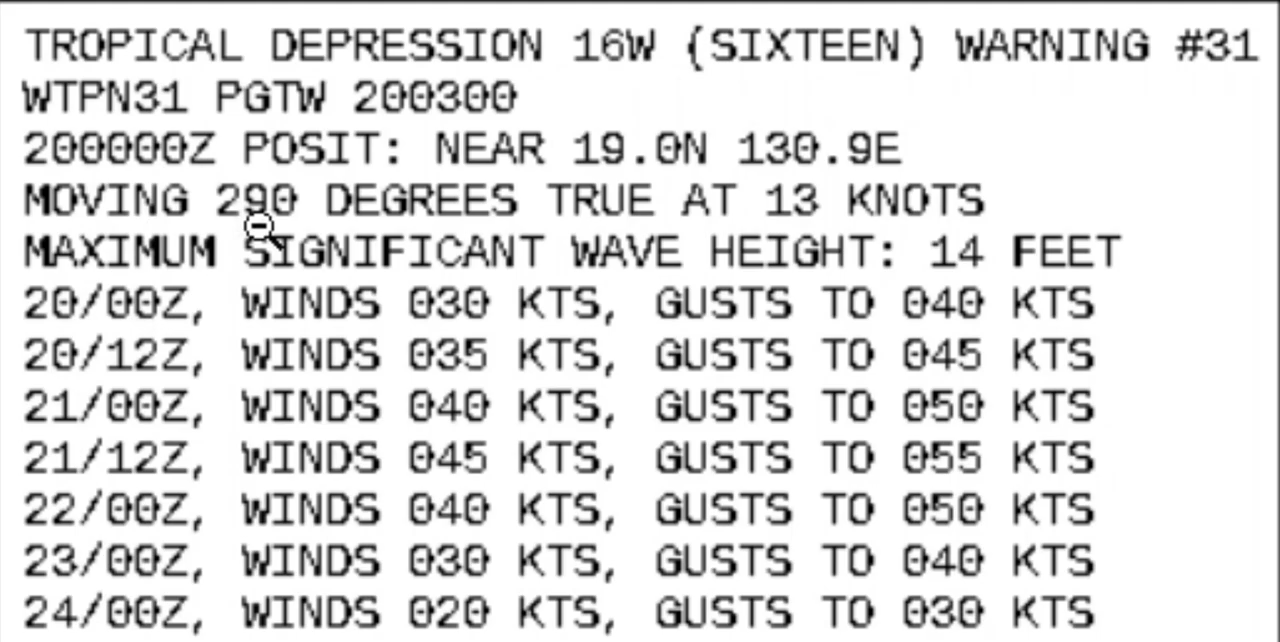 TROPICAL DEPRESSION 16W (SIXTEEN) WARNING #31
WTPN31 PGTW 200300
200000Z POSIT: NEAR 19.0N 130.9E
MOVING 290 DEGREES TRUE AT 13 KNOTS
MAXIMUM SIGNIFICANT WAVE HEIGHT: 14 FEET
20/00Z, WINDS 030 KTS, GUSTS TO 040 KTS
20/12Z, WINDS 035 KTS, GUSTS TO 045 KTS
21/00Z, WINDS 040 KTS, GUSTS TO 050 KTS
21/12Z, WINDS 045 KTS, GUSTS TO 055 KTS
22/00Z, WINDS 040 KTS, GUSTS TO 050 KTS
23/00Z, WINDS 030 KTS, GUSTS TO 040 KTS
24/00Z, WINDS 020 KTS, GUSTS TO 030 KTS